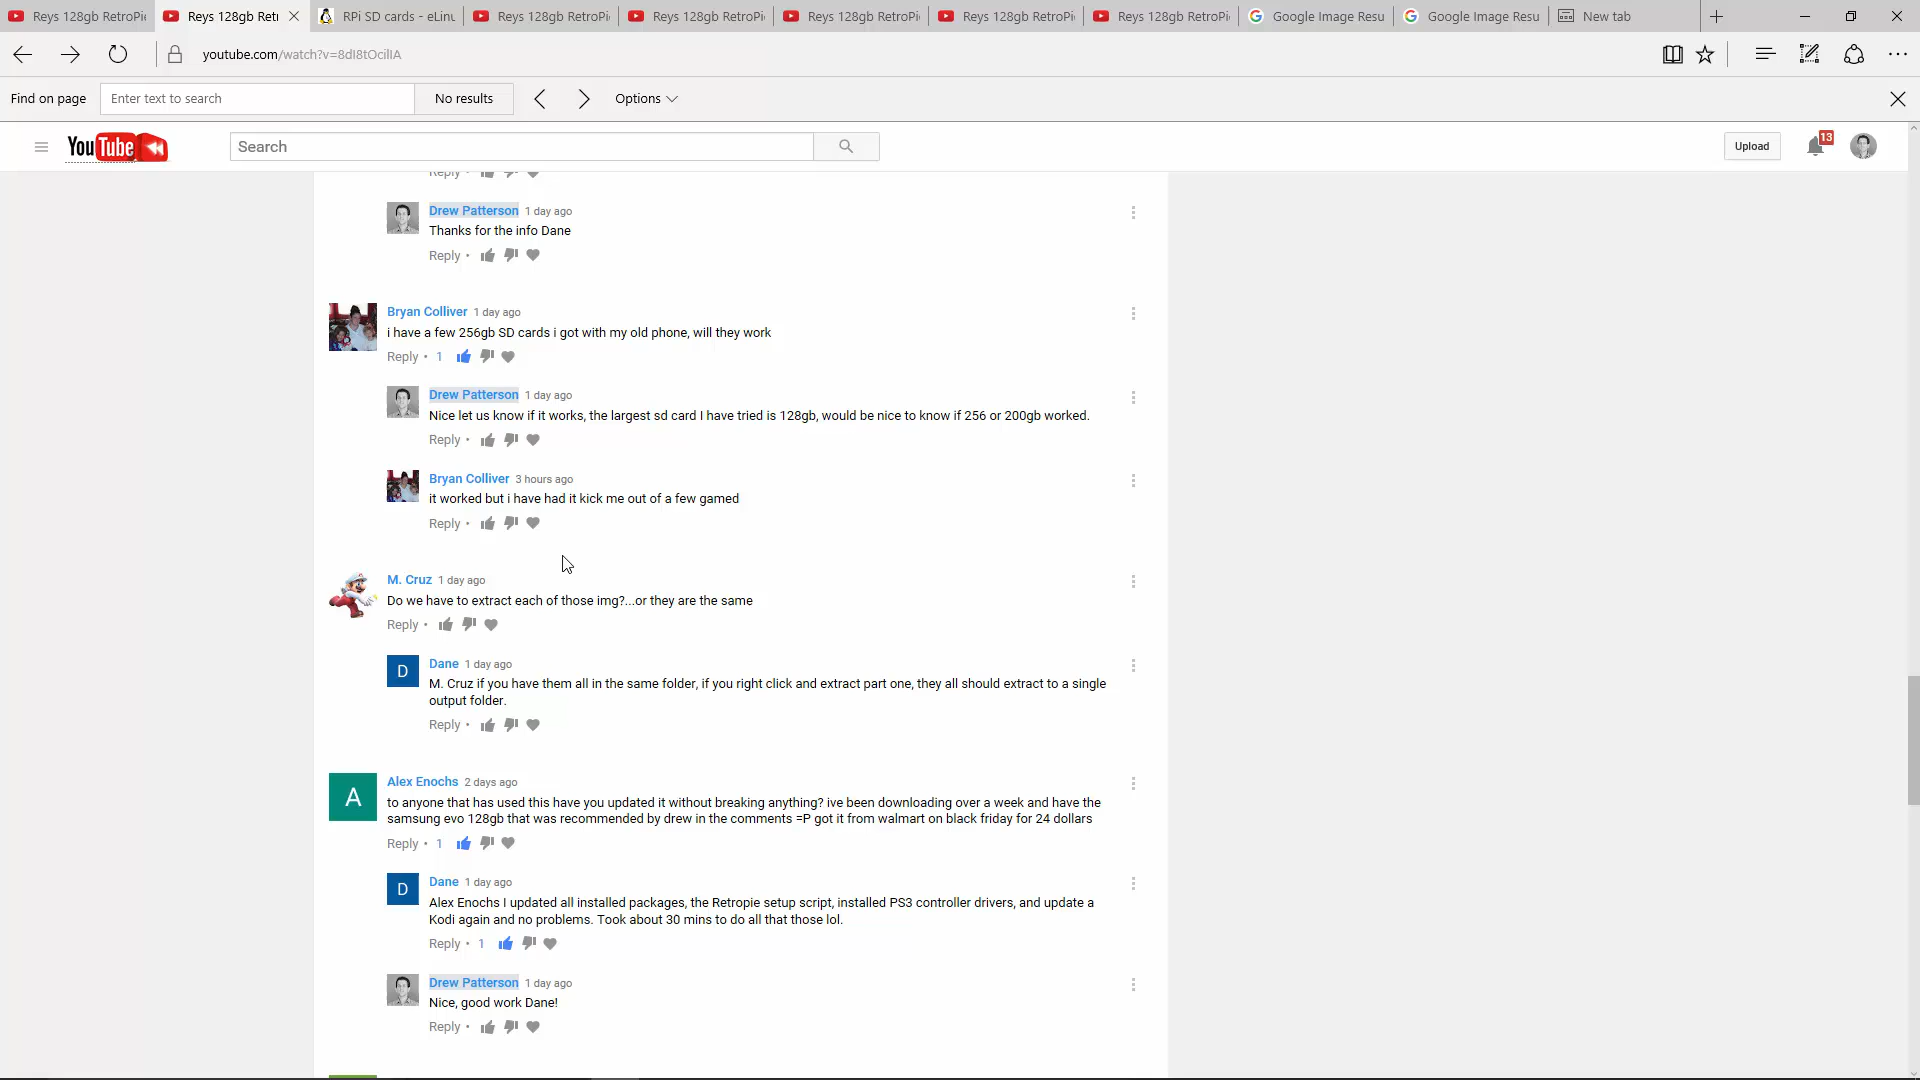 Reys 128gb RetroPi
Reys 128gb Retr
RPi SD cards - eLinu
Reys 128gb RetroPi
Reys 128gb RetroPi
Reys 128gb RetroPi
Reys 128gb RetroPi
Reys 128gb RetroPi
Google Image Resu
Google Image Resu
New tab
youtube.com/watch?v=8dI8tOcilIA
Find on page
Enter text to search
No results
Options
YouTube
Search
Upload
13
Reply •
Drew Patterson 1 day ago
Thanks for the info Dane
Reply •
Bryan Colliver 1 day ago
i have a few 256gb SD cards i got with my old phone, will they work
Reply • 1
Drew Patterson 1 day ago
Nice let us know if it works, the largest sd card I have tried is 128gb, would be nice to know if 256 or 200gb worked.
Reply •
Bryan Colliver 3 hours ago
it worked but i have had it kick me out of a few gamed
Reply •
M. Cruz 1 day ago
Do we have to extract each of those img?...or they are the same
Reply •
D
Dane 1 day ago
M. Cruz if you have them all in the same folder, if you right click and extract part one, they all should extract to a single
output folder.
Reply •
A
Alex Enochs 2 days ago
to anyone that has used this have you updated it without breaking anything? ive been downloading over a week and have the
samsung evo 128gb that was recommended by drew in the comments =P got it from walmart on black friday for 24 dollars
Reply • 1
D
Dane 1 day ago
Alex Enochs I updated all installed packages, the Retropie setup script, installed PS3 controller drivers, and update a
Kodi again and no problems. Took about 30 mins to do all that those lol.
Reply • 1
Drew Patterson 1 day ago
Nice, good work Dane!
Reply •